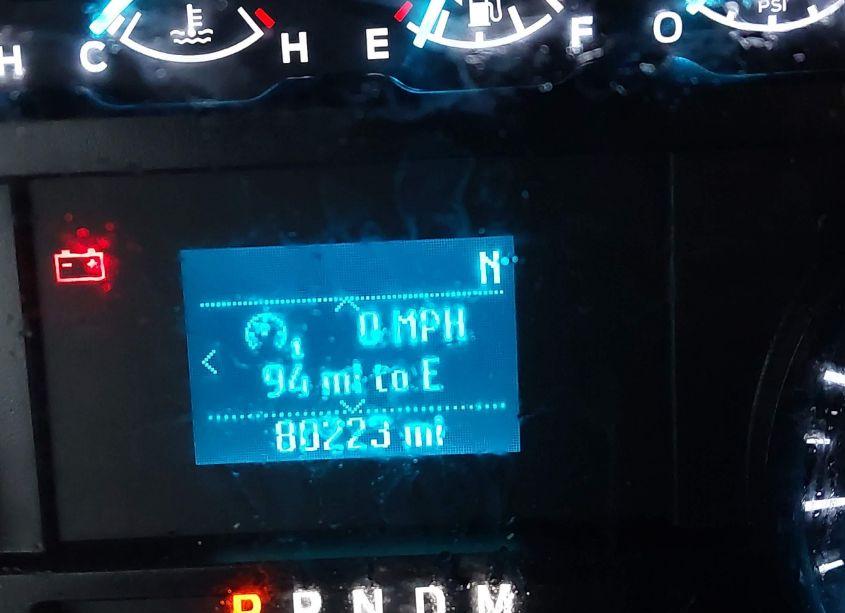 H C H E F O PSI
N
0 MPH
94 mi to E
80223 mi
P R N D M